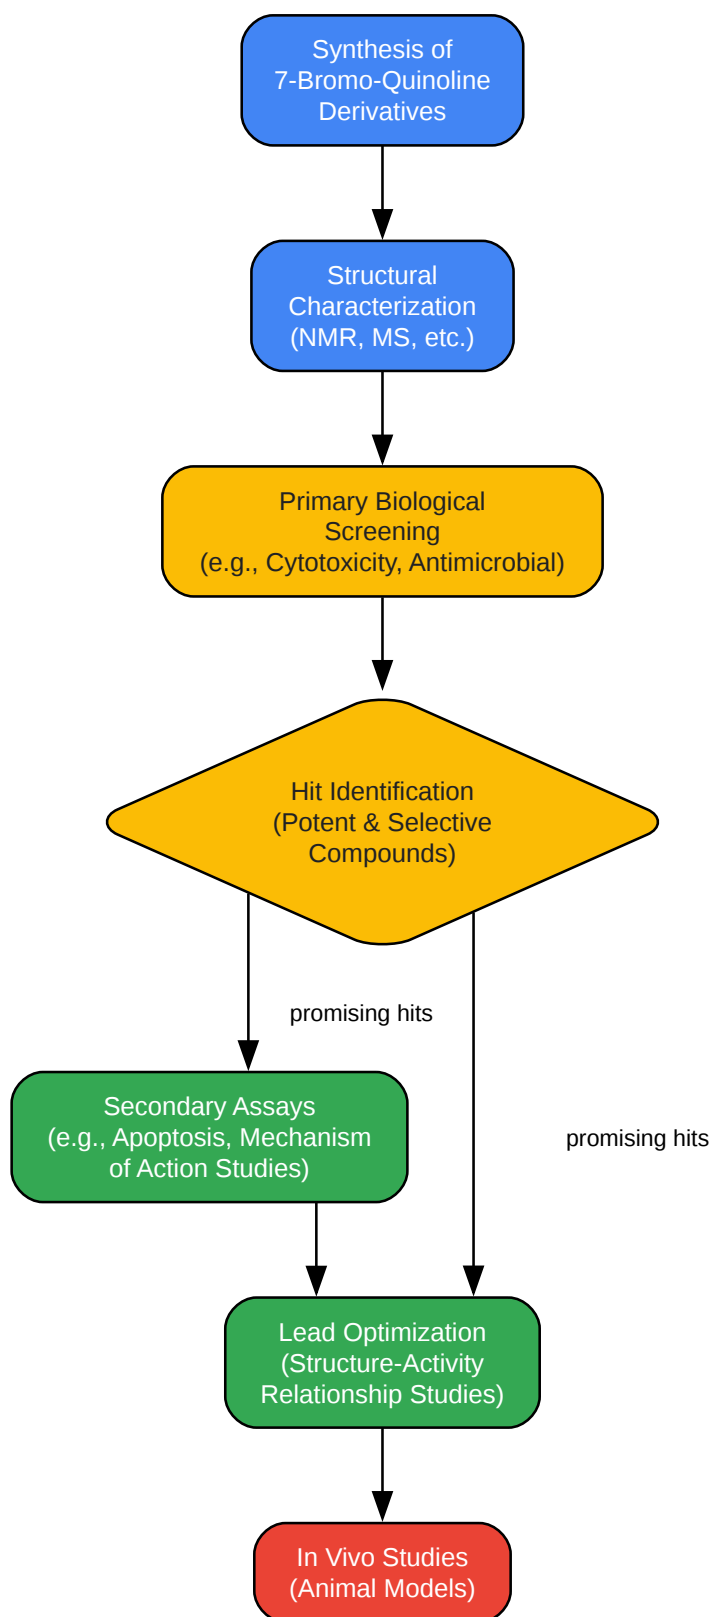 Synthesis of
7-Bromo-Quinoline
Derivatives
Structural
Characterization
(NMR, MS, etc.)
Primary Biological
Screening
(e.g., Cytotoxicity, Antimicrobial)
Hit Identification
(Potent & Selective
Compounds)
promising hits
Secondary Assays
(e.g., Apoptosis, Mechanism
of Action Studies)
promising hits
Lead Optimization
(Structure-Activity
Relationship Studies)
In Vivo Studies
(Animal Models)